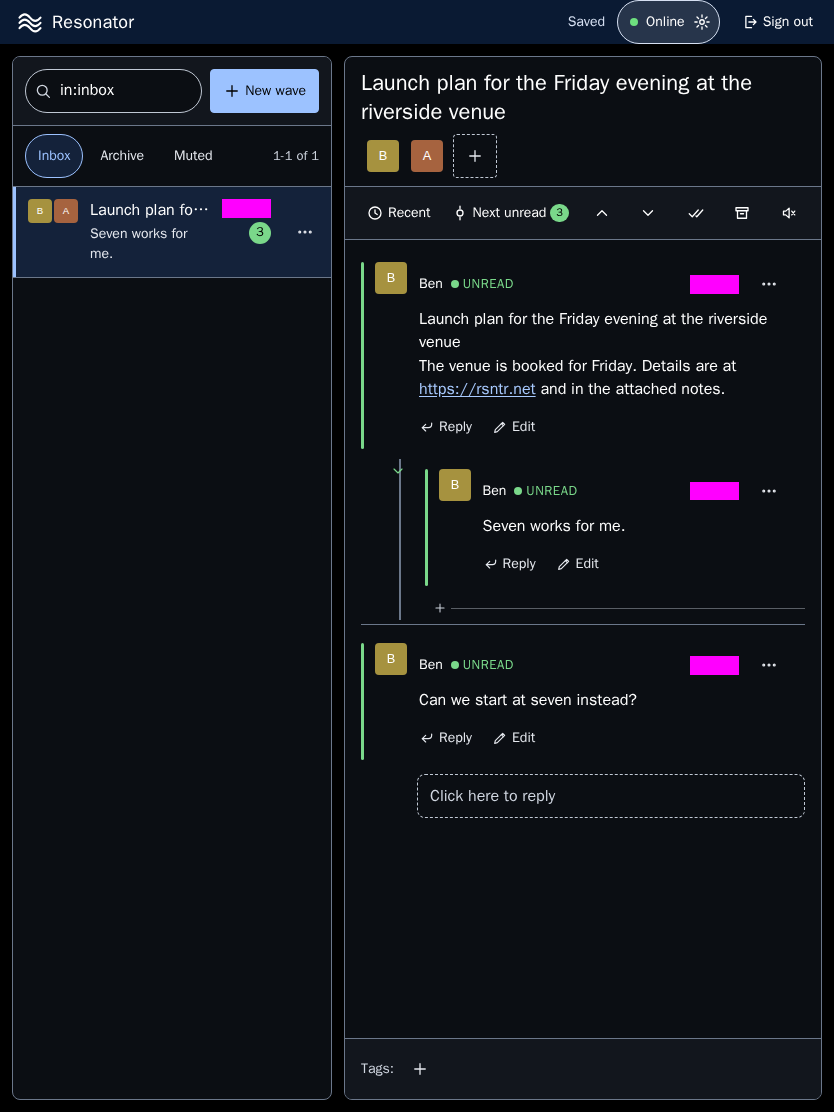 Resonator
Saved
Online
Sign out
in:inbox
New wave
Inbox
Archive
Muted
1-1 of 1
B
A
Launch plan fo…
Seven works for
me.
3
Launch plan for the Friday evening at the
riverside venue
B
A
Recent
Next unread 3
B
Ben
UNREAD
Launch plan for the Friday evening at the riverside
venue
The venue is booked for Friday. Details are at
https://rsntr.net and in the attached notes.
Reply
Edit
B
Ben
UNREAD
Seven works for me.
Reply
Edit
B
Ben
UNREAD
Can we start at seven instead?
Reply
Edit
Click here to reply
Tags: